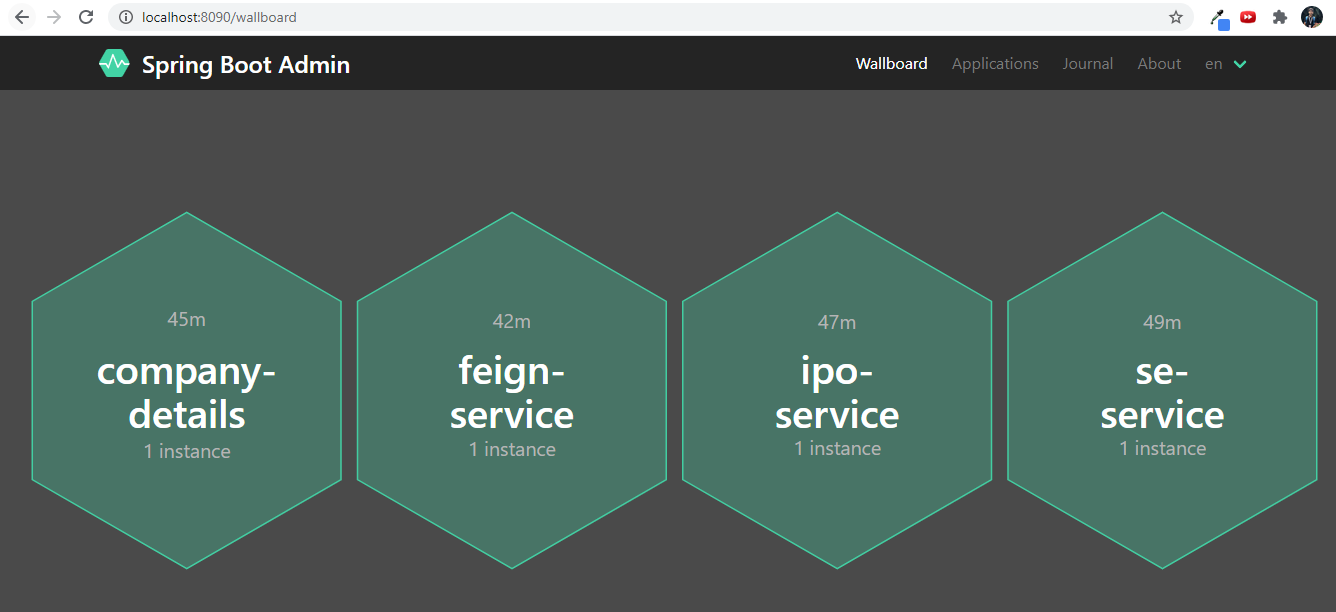 localhost:8090/wallboard
Spring Boot Admin
Wallboard Applications Journal About en
45m
company-
details
1 instance
42m
feign-
service
1 instance
47m
ipo-
service
1 instance
49m
se-
service
1 instance